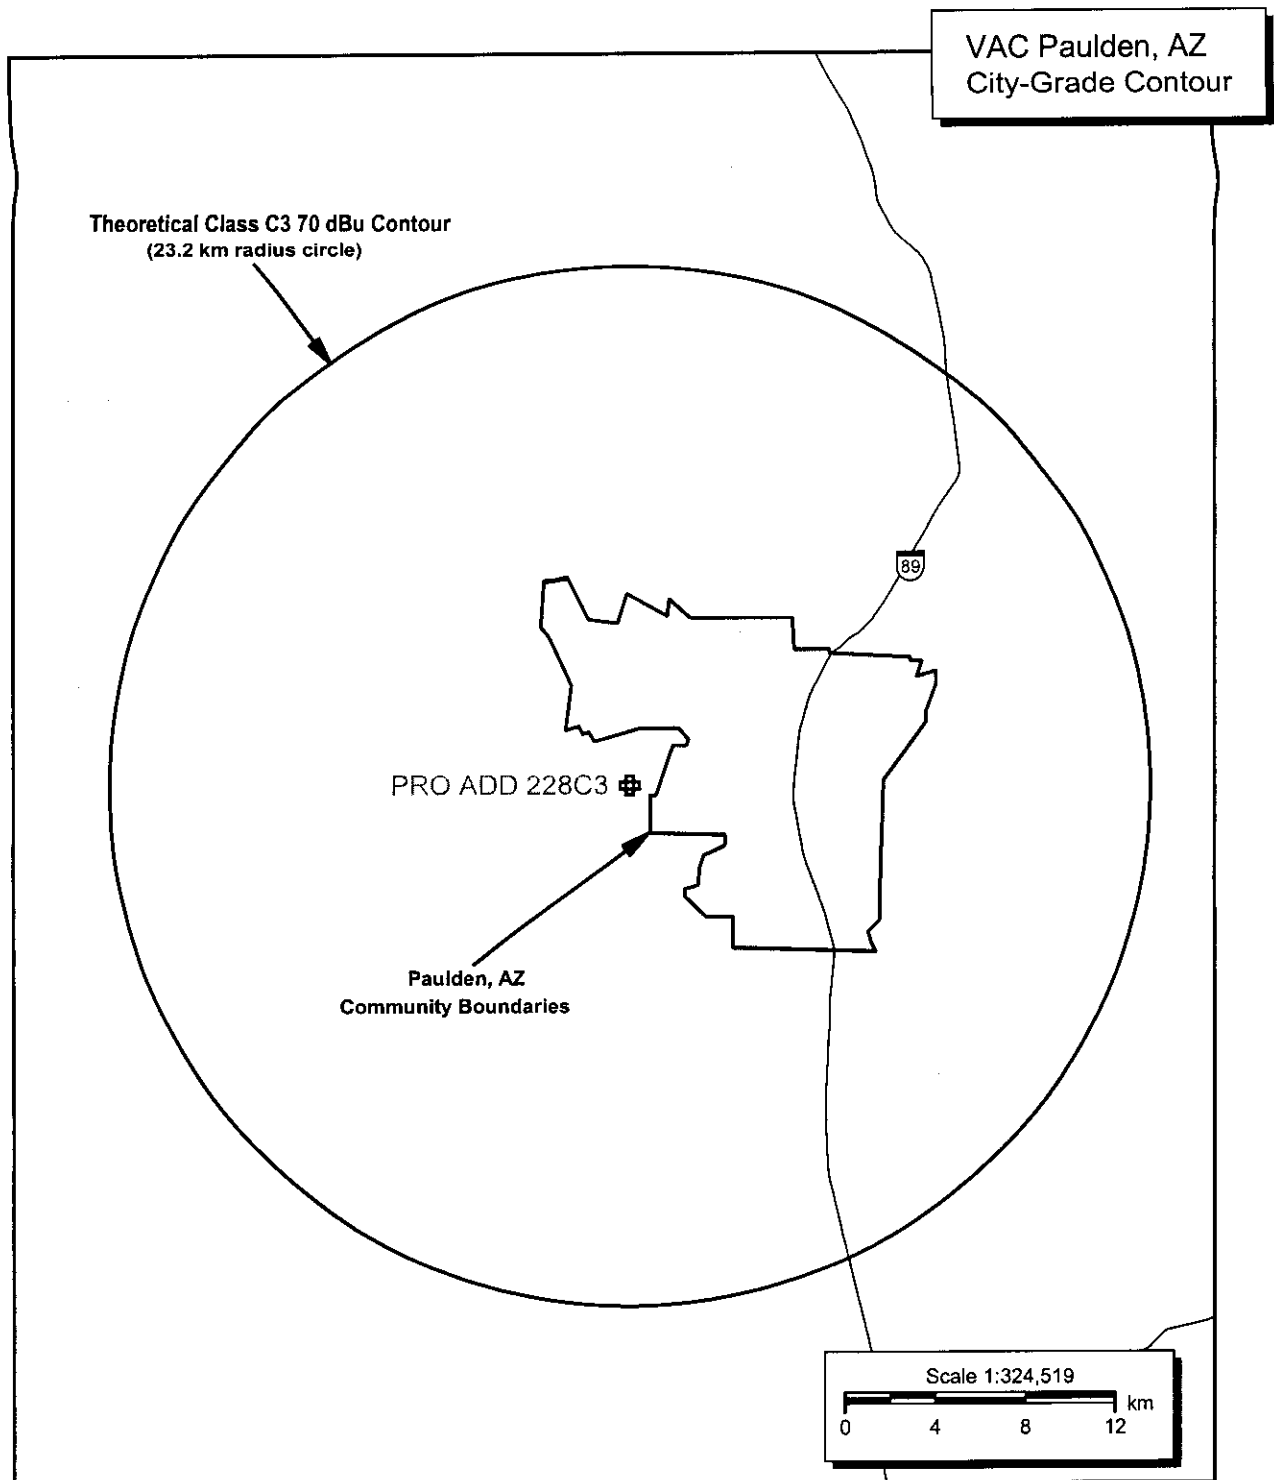 VAC Paulden, AZ
City-Grade Contour
Theoretical Class C3 70 dBu Contour
(23.2 km radius circle)
89
PRO ADD 228C3
Paulden, AZ
Community Boundaries
Scale 1:324,519
km
0 4 8 12